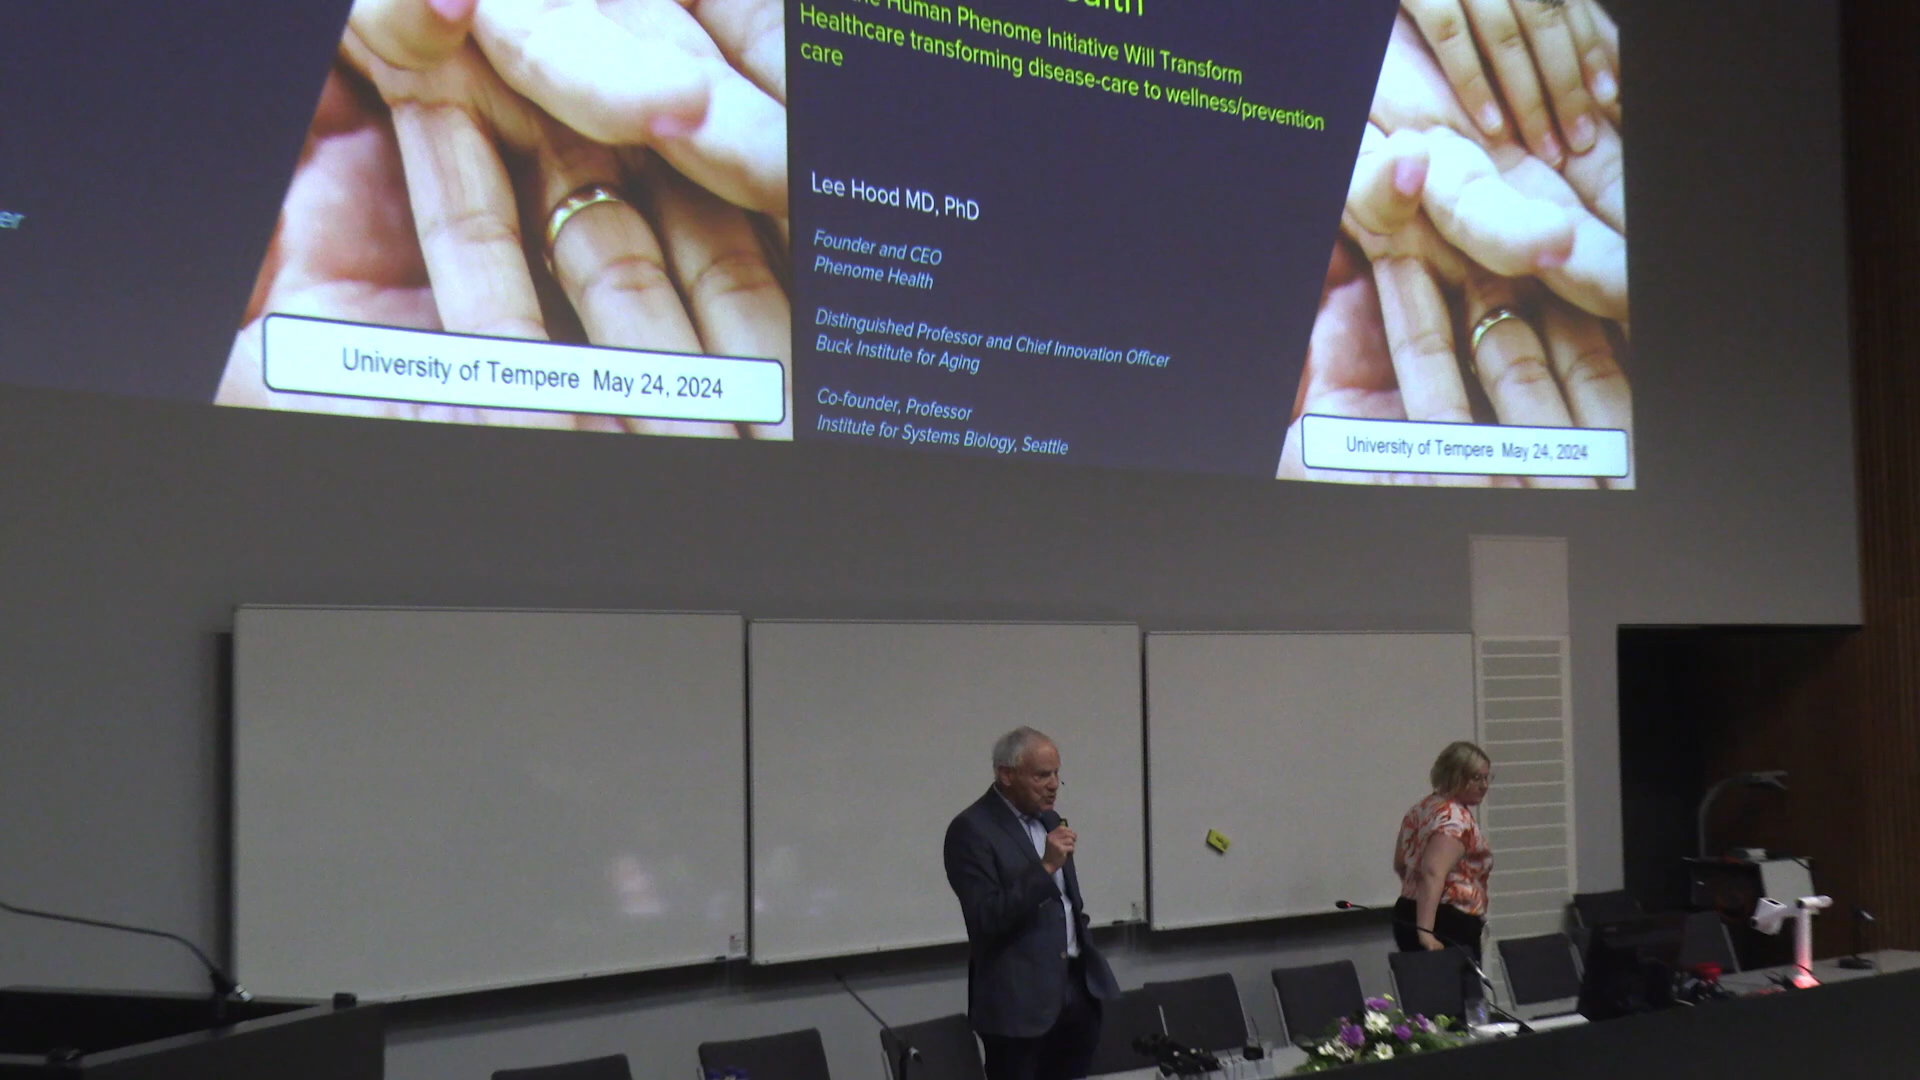 er
University of Tempere May 24, 2024
Human Phenome Initiative Will Transform
Healthcare transforming disease-care to wellness/prevention
care
Lee Hood MD, PhD
Founder and CEO
Phenome Health
Distinguished Professor and Chief Innovation Officer
Buck Institute for Aging
Co-founder, Professor
Institute for Systems Biology, Seattle
University of Tempere May 24, 2024